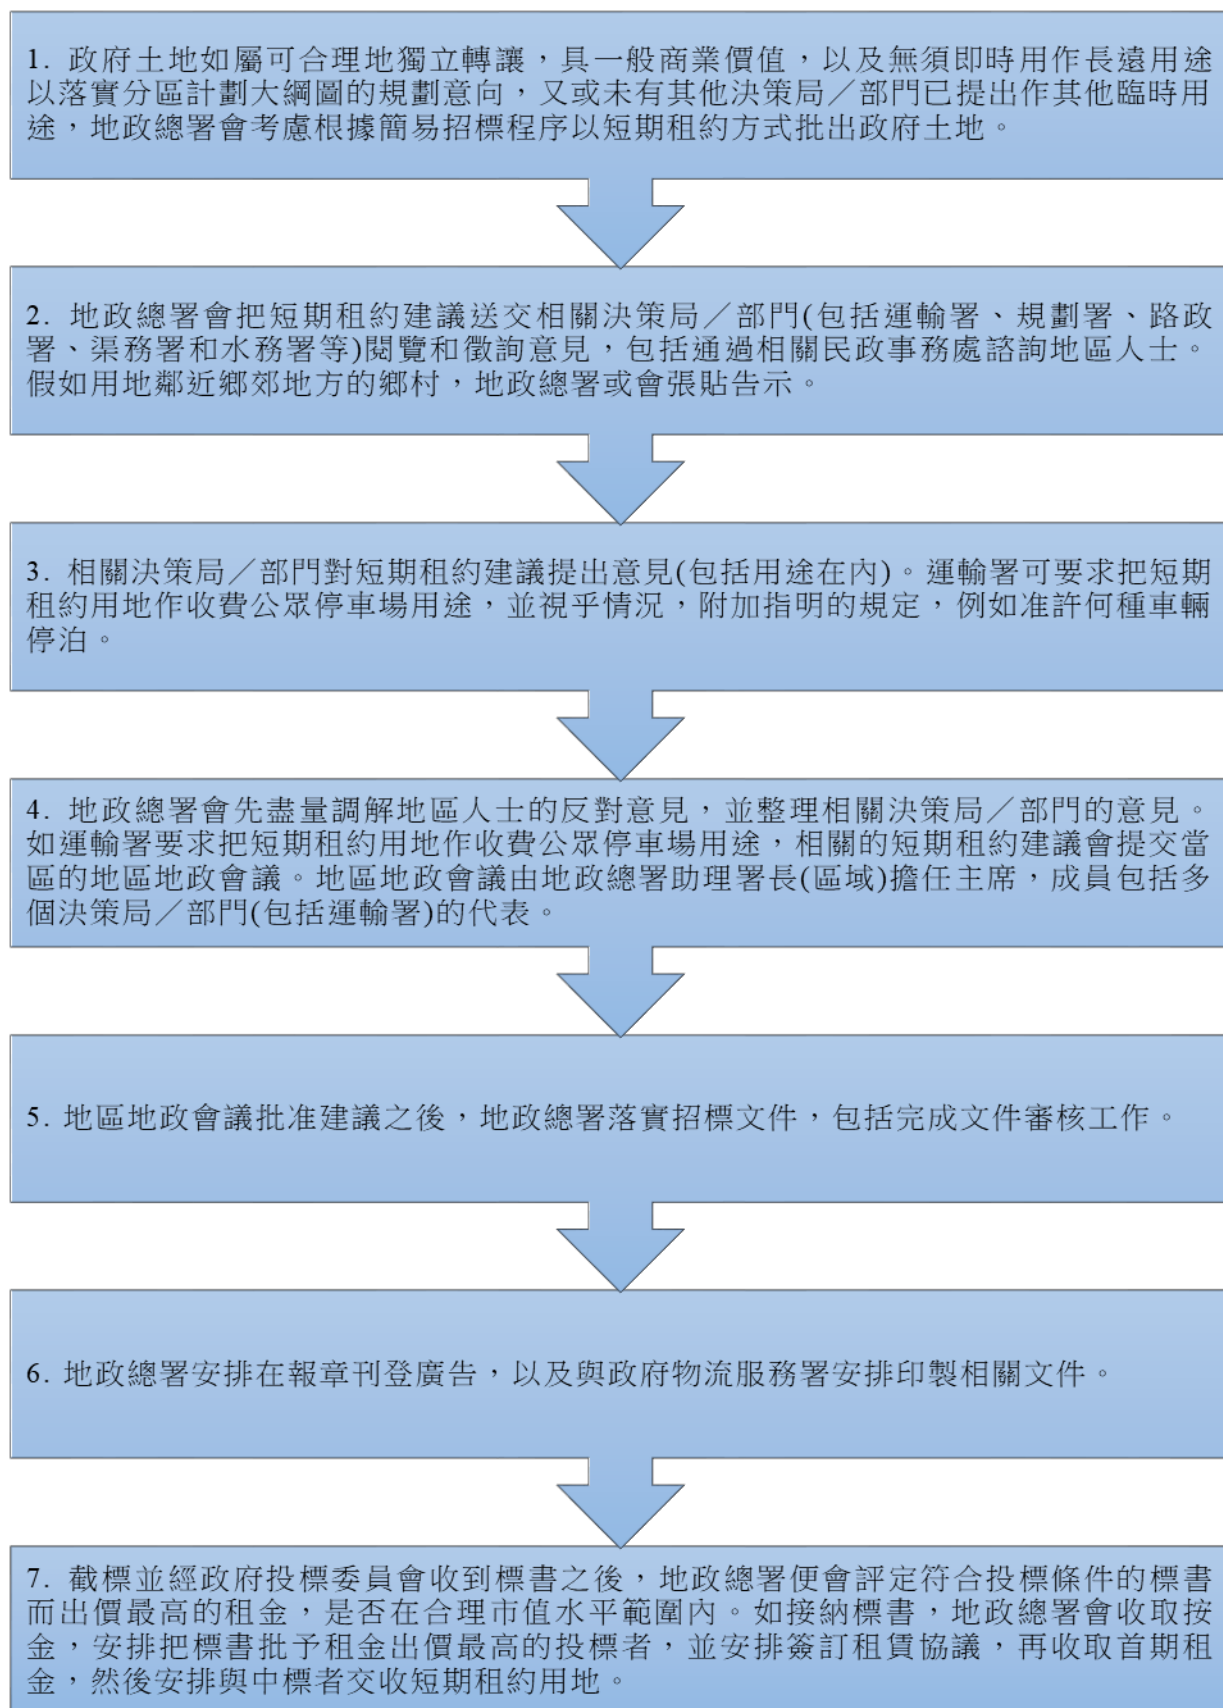 1. 政府土地如屬可合理地獨立轉讓，具一般商業價值，以及無須即時用作長遠用途
以落實分區計劃大綱圖的規劃意向，又或未有其他決策局／部門已提出作其他臨時用
途，地政總署會考慮根據簡易招標程序以短期租約方式批出政府土地。
2. 地政總署會把短期租約建議送交相關決策局／部門(包括運輸署、規劃署、路政
署、渠務署和水務署等)閱覽和徵詢意見，包括通過相關民政事務處諮詢地區人士。
假如用地鄰近鄉郊地方的鄉村，地政總署或會張貼告示。
3. 相關決策局／部門對短期租約建議提出意見(包括用途在內)。運輸署可要求把短期
租約用地作收費公眾停車場用途，並視乎情況，附加指明的規定，例如准許何種車輛
停泊。
4. 地政總署會先盡量調解地區人士的反對意見，並整理相關決策局／部門的意見。
如運輸署要求把短期租約用地作收費公眾停車場用途，相關的短期租約建議會提交當
區的地區地政會議。地區地政會議由地政總署助理署長(區域)擔任主席，成員包括多
個決策局／部門(包括運輸署)的代表。
5. 地區地政會議批准建議之後，地政總署落實招標文件，包括完成文件審核工作。
6. 地政總署安排在報章刊登廣告，以及與政府物流服務署安排印製相關文件。
7. 截標並經政府投標委員會收到標書之後，地政總署便會評定符合投標條件的標書
而出價最高的租金，是否在合理市值水平範圍內。如接納標書，地政總署會收取按
金，安排把標書批予租金出價最高的投標者，並安排簽訂租賃協議，再收取首期租
金，然後安排與中標者交收短期租約用地。